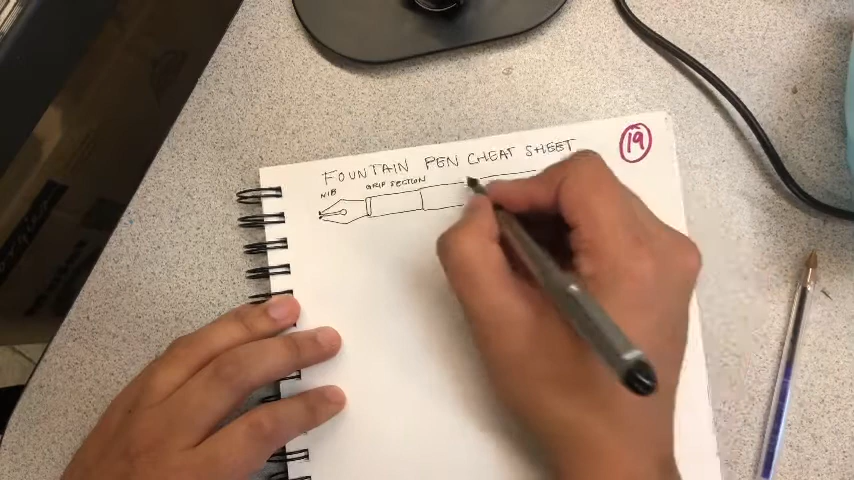 FOUNTAIN PEN CHEAT SHEET
19
NIB
GRIP SECTION